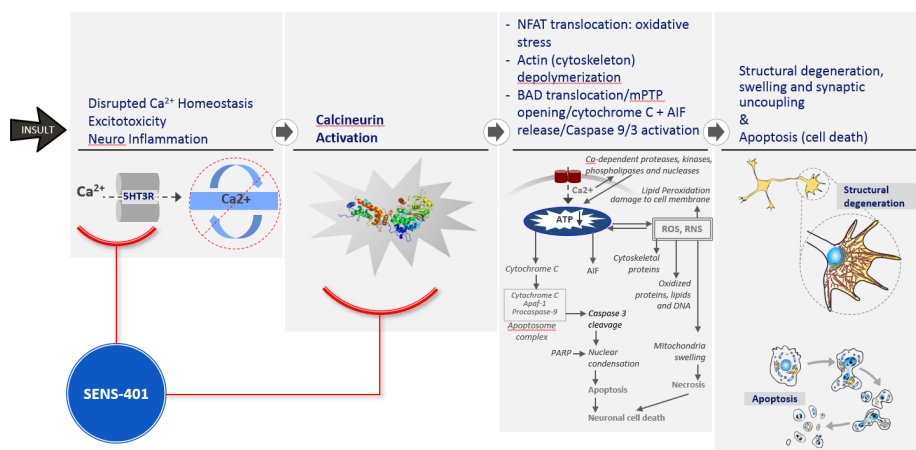 INSULT
Disrupted Ca²⁺ Homeostasis
Excitotoxicity
Neuro Inflammation
Ca²⁺
5HT3R
Ca2+
SENS-401
Calcineurin
Activation
- NFAT translocation: oxidative
stress
- Actin (cytoskeleton)
depolymerization
- BAD translocation/mPTP
opening/cytochrome C + AIF
release/Caspase 9/3 activation
Ca-dependent proteases, kinases,
phospholipases and nucleases
Ca2+
Lipid Peroxidation
damage to cell membrane
ATP
ROS, RNS
Cytochrome C
AIF
Cytoskeletal
proteins
Oxidized
proteins, lipids
and DNA
Cytochrome C
Apaf-1
Procaspase-9
Apoptosome
complex
Caspase 3
cleavage
PARP
Nuclear
condensation
Mitochondria
swelling
Apoptosis
Necrosis
Neuronal cell death
Structural degeneration,
swelling and synaptic
uncoupling
&
Apoptosis (cell death)
Structural
degeneration
Apoptosis